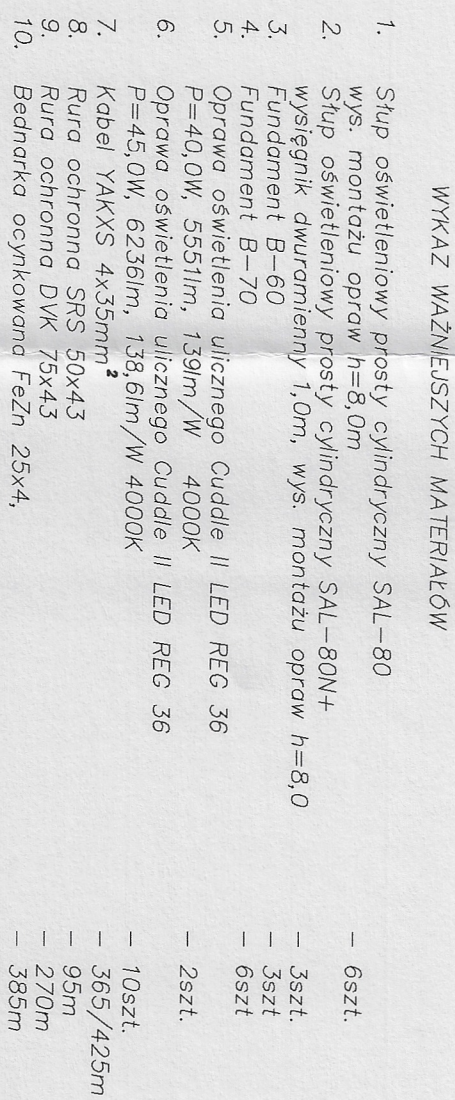 WYKAZ WAŻNIEJSZYCH MATERIAŁÓW
1. Słup oświetleniowy prosty cylindryczny SAL-80
wys. montażu opraw h=8,0m - 6szt.
2. Słup oświetleniowy prosty cylindryczny SAL-80N+
wysięgnik dwuramienny 1,0m, wys. montażu opraw h=8,0 - 3szt.
3. Fundament B-60 - 3szt
4. Fundament B-70 - 6szt
5. Oprawa oświetlenia ulicznego Cuddle II LED REG 36
P=40,0W, 5551lm, 139lm/W 4000K - 2szt.
6. Oprawa oświetlenia ulicznego Cuddle II LED REG 36
P=45,0W, 6236lm, 138,6lm/W 4000K - 10szt.
7. Kabel YAKXS 4x35mm² - 365/425m
8. Rura ochronna SRS 50x43 - 95m
9. Rura ochronna DVK 75x43 - 270m
10. Bednarka ocynkowana FeZn 25x4, - 385m